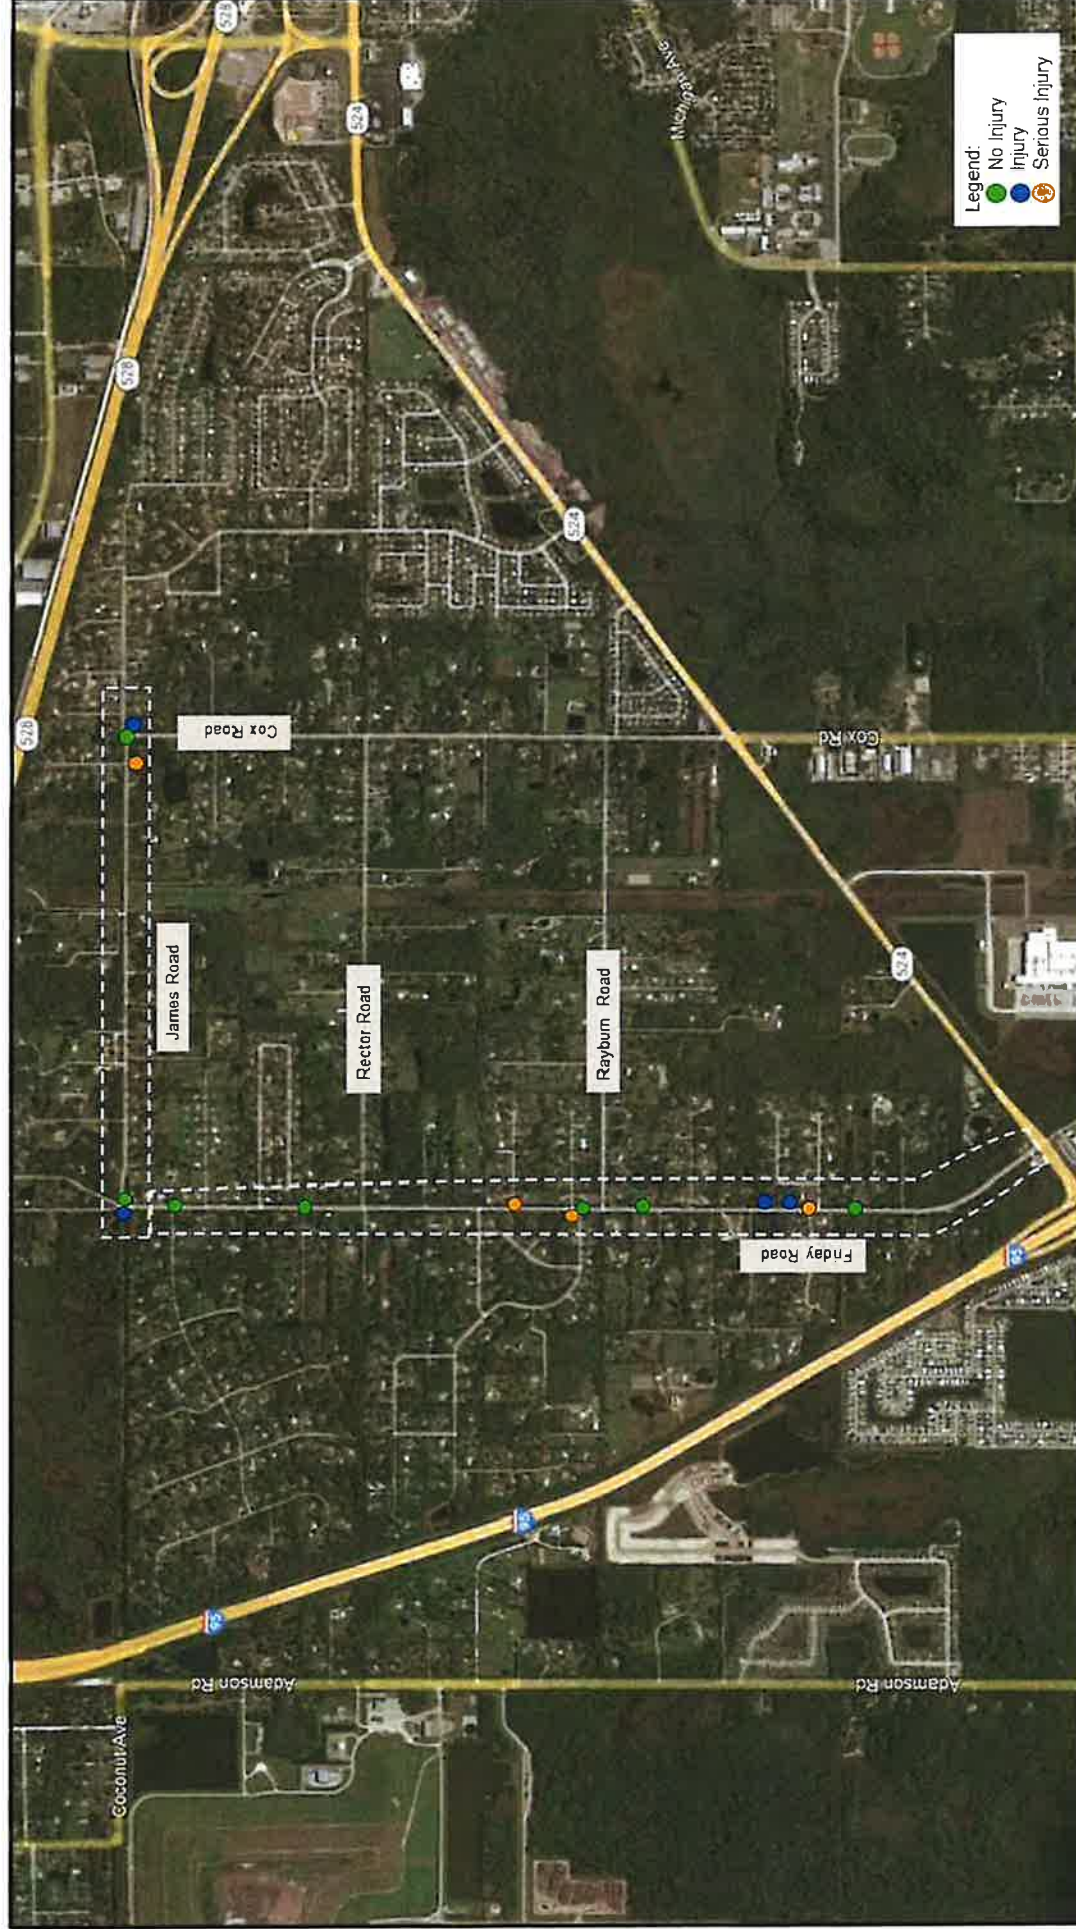 528
528
528
524
524
524
Michigan Ave
Legend:
No Injury
Injury
Serious Injury
Cox Road
Cox Rd
James Road
Rector Road
Rayburn Road
Friday Road
95
95
95
Adamson Rd
Adamson Rd
Coconut Ave